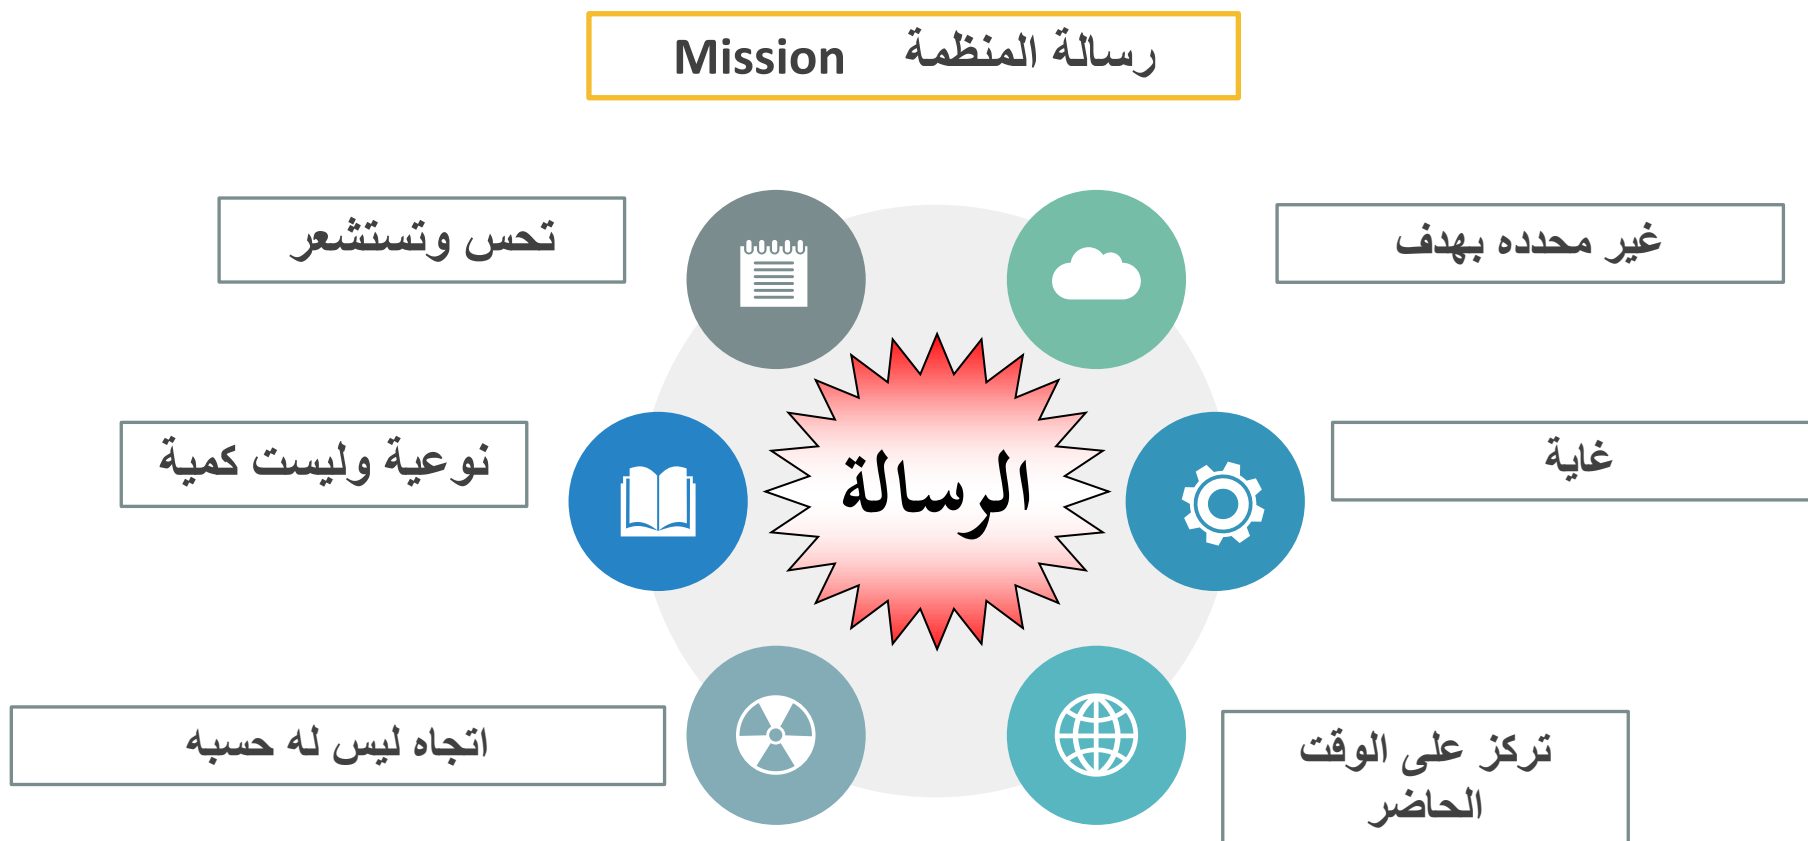 رسالة المنظمة Mission
غير محدده بهدف
تحس وتستشعر
غاية
الرسالة
نوعية وليست كمية
تركز على الوقت
الحاضر
اتجاه ليس له حسبه